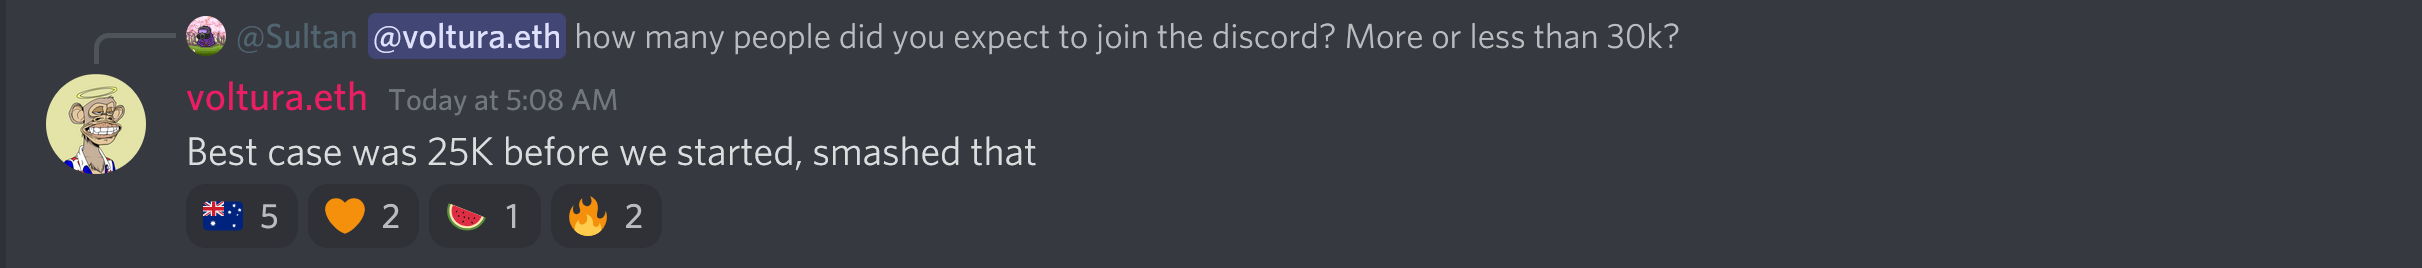 @Sultan @voltura.eth how many people did you expect to join the discord? More or less than 30k?
voltura.eth Today at 5:08 AM
Best case was 25K before we started, smashed that
5 2 1 2